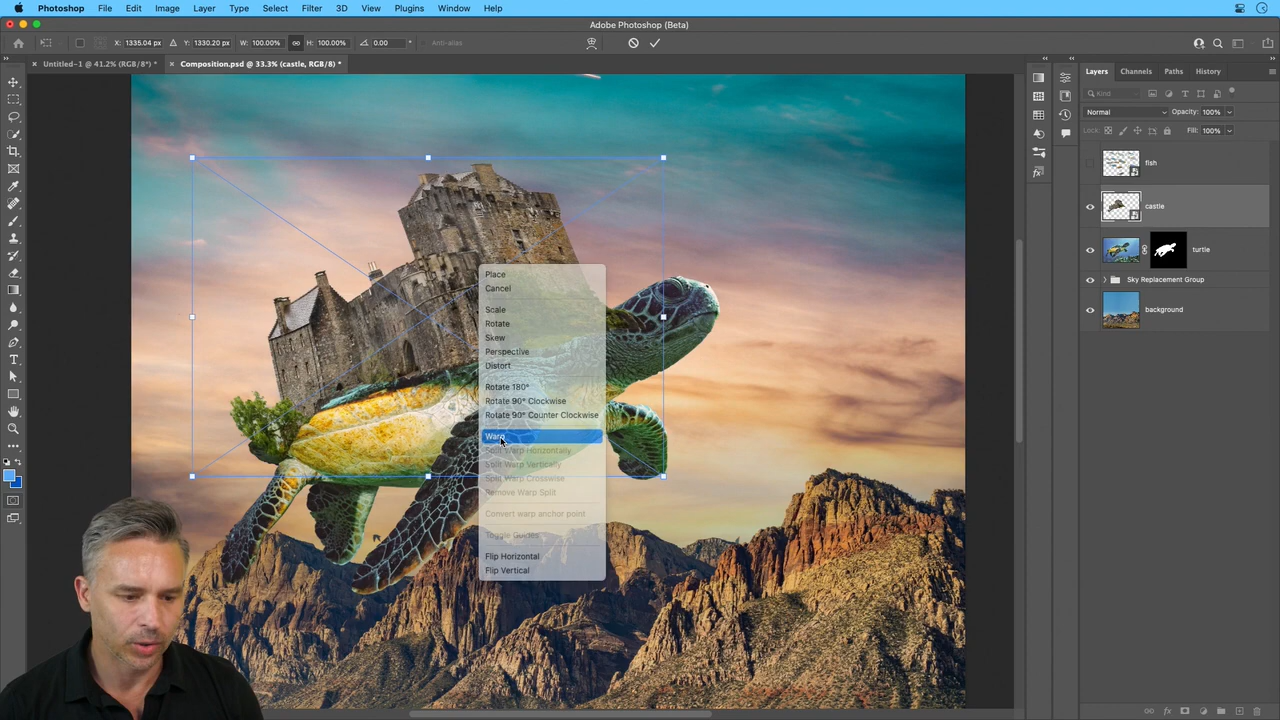 Photoshop File Edit Image Layer Type Select Filter 3D View Plugins Window Help
Adobe Photoshop (Beta)
X: 1335.04 px Y: 1330.20 px W: 100.00% H: 100.00% 0.00 ° Anti-alias
Untitled-1 @ 41.2% (RGB/8*) * Composition.psd @ 33.3% (castle, RGB/8) *
Layers Channels Paths History
Kind
Normal Opacity: 100%
Lock: Fill: 100%
fish
castle
turtle
Sky Replacement Group
background
Place
Cancel
Scale
Rotate
Skew
Perspective
Distort
Rotate 180°
Rotate 90° Clockwise
Rotate 90° Counter Clockwise
Warp
Split Warp Horizontally
Split Warp Vertically
Split Warp Crosswise
Remove Warp Split
Convert warp anchor point
Toggle Guides
Flip Horizontal
Flip Vertical